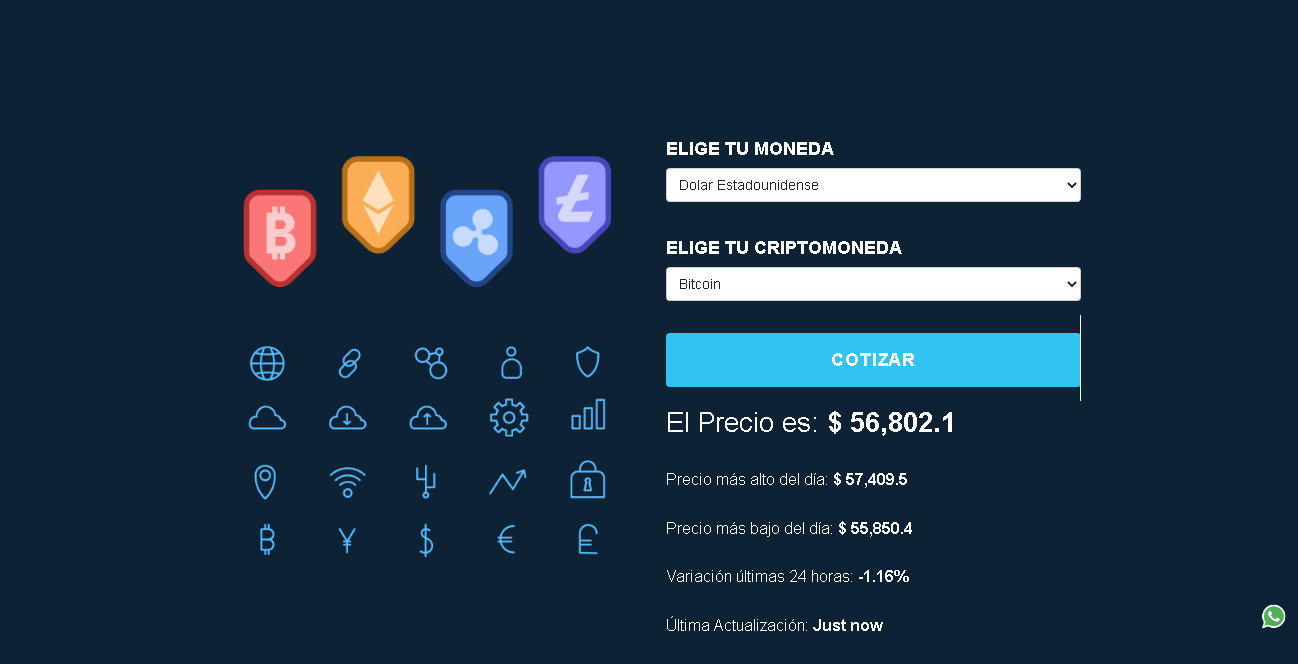 ELIGE TU MONEDA
Dolar Estadounidense
ELIGE TU CRIPTOMONEDA
Bitcoin
COTIZAR
El Precio es: $ 56,802.1
Precio más alto del día: $ 57,409.5
Precio más bajo del día: $ 55,850.4
Variación últimas 24 horas: -1.16%
Última Actualización: Just now